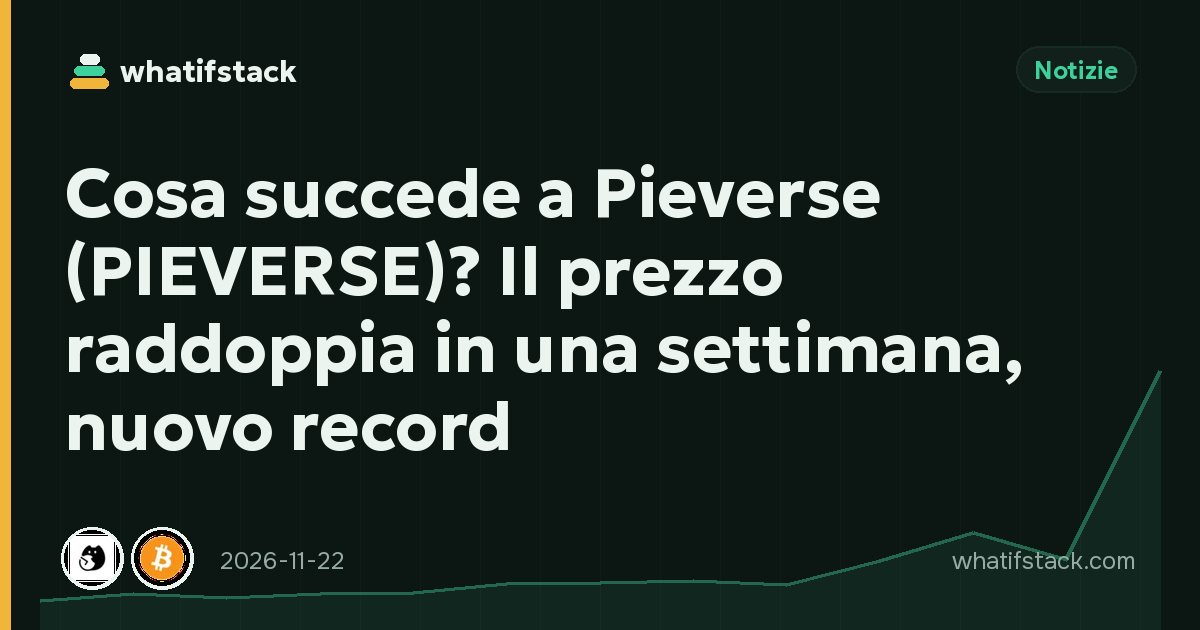 whatifstack
Notizie
Cosa succede a Pieverse
(PIEVERSE)? Il prezzo
raddoppia in una settimana,
nuovo record
2026-11-22
whatifstack.com